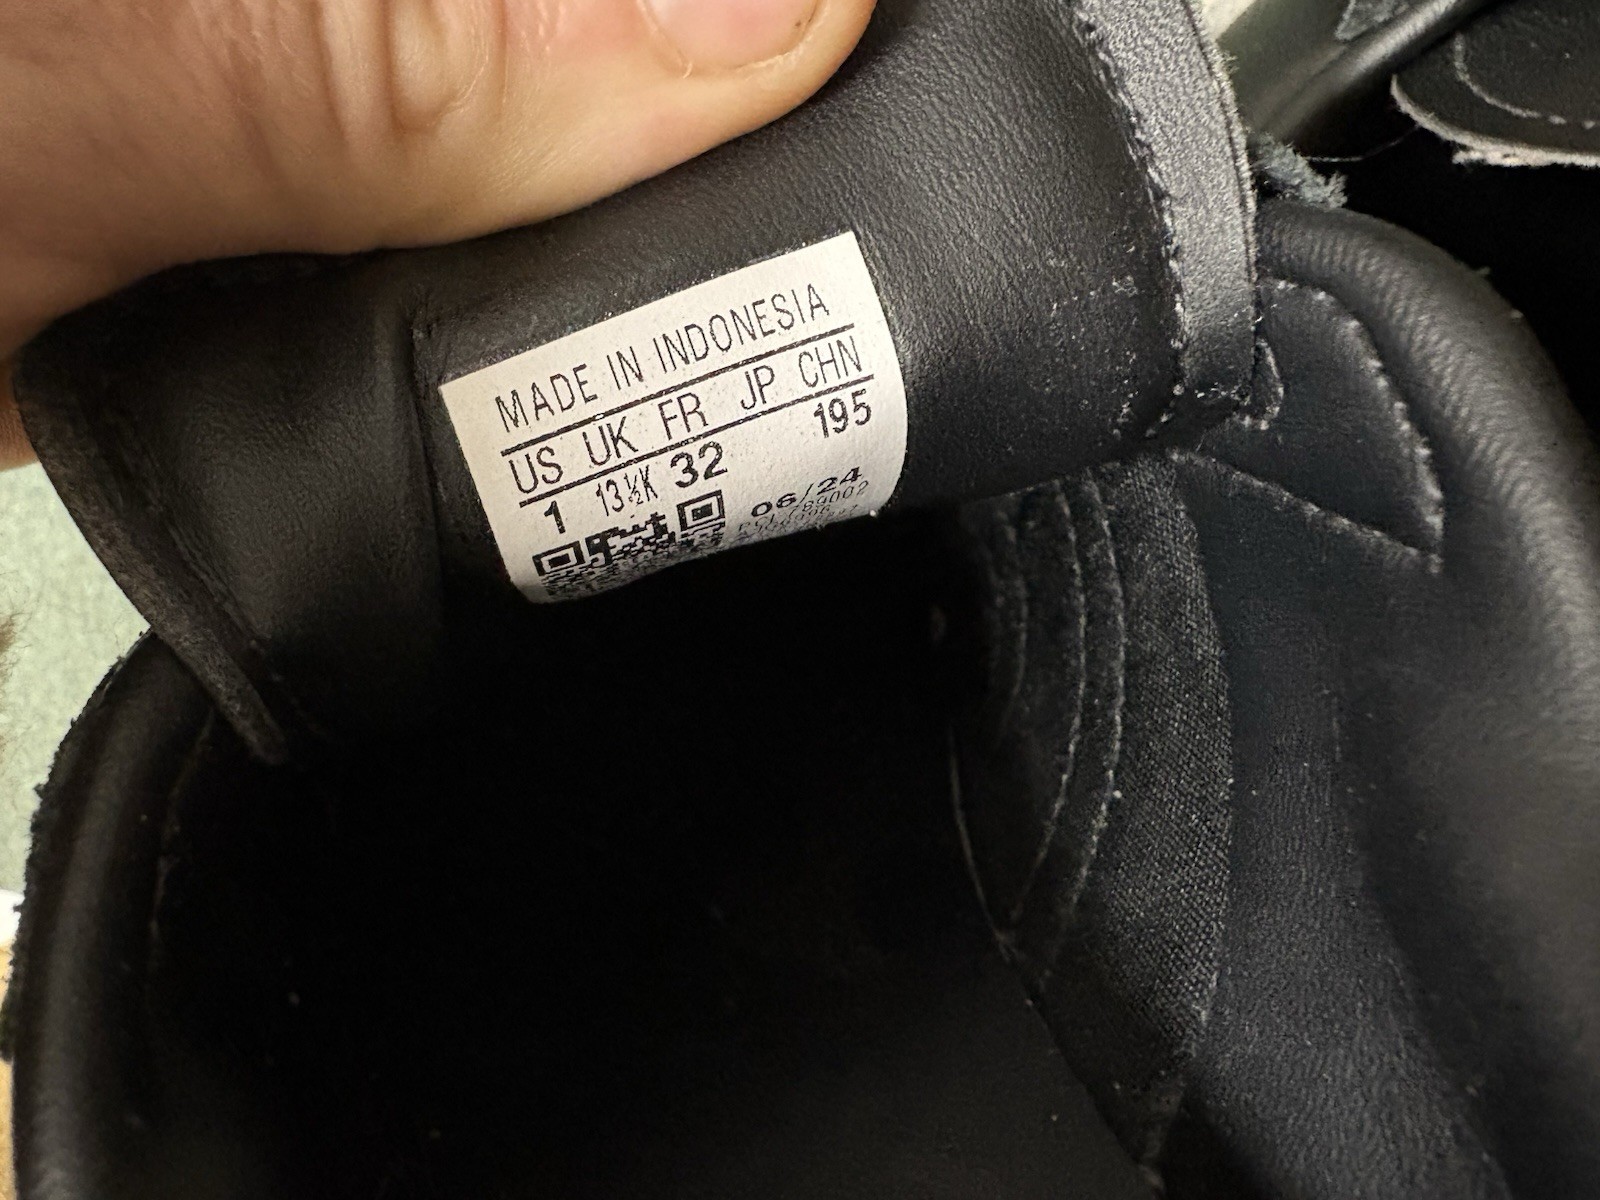 MADE IN INDONESIA
US UK FR JP CHN
1 13½K 32 195
06/24